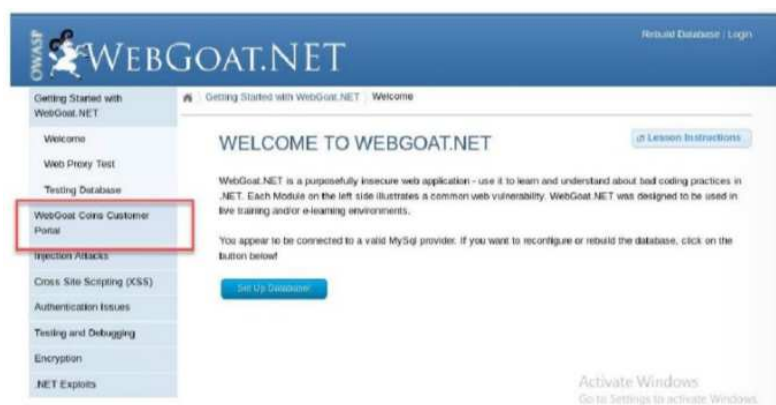 OWASP
WEBGOAT.NET
Rebuild Database | Login
Getting Started with
WebGoat.NET
Welcome
Web Proxy Test
Testing Database
WebGoat Coins Customer
Portal
Injection Attacks
Cross Site Scripting (XSS)
Authentication Issues
Testing and Debugging
Encryption
.NET Exploits
Getting Started with WebGoat.NET Welcome
WELCOME TO WEBGOAT.NET
Lesson Instructions
WebGoat.NET is a purposefully insecure web application - use it to learn and understand about bad coding practices in
.NET. Each Module on the left side illustrates a common web vulnerability. WebGoat.NET was designed to be used in
live training and/or e-learning environments.
You appear to be connected to a valid MySql provider. If you want to reconfigure or rebuild the database, click on the
button below!
Set Up Database!
Activate Windows
Go to Settings to activate Windows.